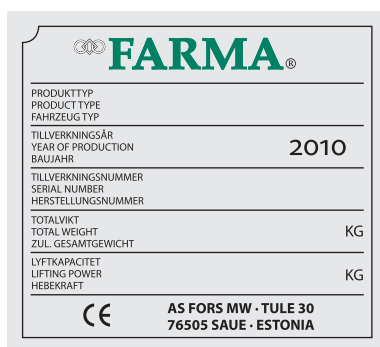 FARMA®
PRODUKTTYP
PRODUCT TYPE
FAHRZEUG TYP
TILLVERKNINGSÅR
YEAR OF PRODUCTION
BAUJAHR
2010
TILLVERKNINGSNUMMER
SERIAL NUMBER
HERSTELLUNGSNUMMER
TOTALVIKT
TOTAL WEIGHT
ZUL. GESAMTGEWICHT
KG
LYFTKAPACITET
LIFTING POWER
HEBEKRAFT
KG
CE
AS FORS MW · TULE 30
76505 SAUE · ESTONIA